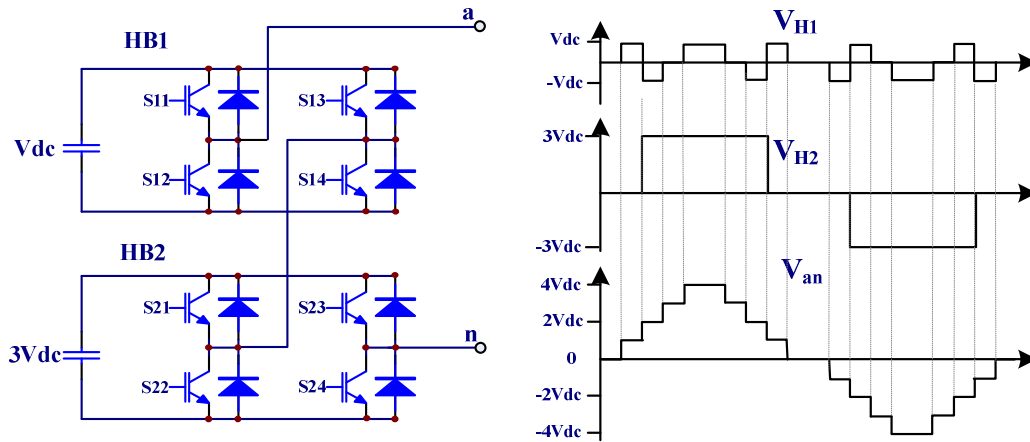 a
HB1
S11
S13
Vdc
S12
S14
HB2
S21
S23
n
3Vdc
S22
S24
VH1
Vdc
-Vdc
3Vdc
VH2
-3Vdc
Van
4Vdc
2Vdc
0
-2Vdc
-4Vdc